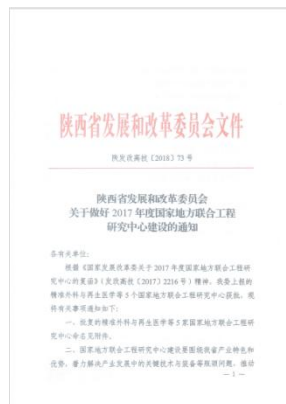 陕西省发展和改革委员会文件
陕发改高技〔2018〕73号
陕西省发展和改革委员会
关于做好2017年度国家地方联合工程
研究中心建设的通知
各有关单位：
根据《国家发展改革委关于2017年度国家地方联合工程研
究中心的复函》（发改高技〔2017〕2216号）精神，我委上报的
精准外科与再生医学等5个国家地方联合工程研究中心获批，现
将有关事项通知如下：
一、批复的精准外科与再生医学等5家国家地方联合工程研
究中心命名见附件。
二、国家地方联合工程研究中心建设要围绕我省产业特色和
优势，着力解决产业发展中的关键技术与装备等瓶颈问题，推动
— 1 —